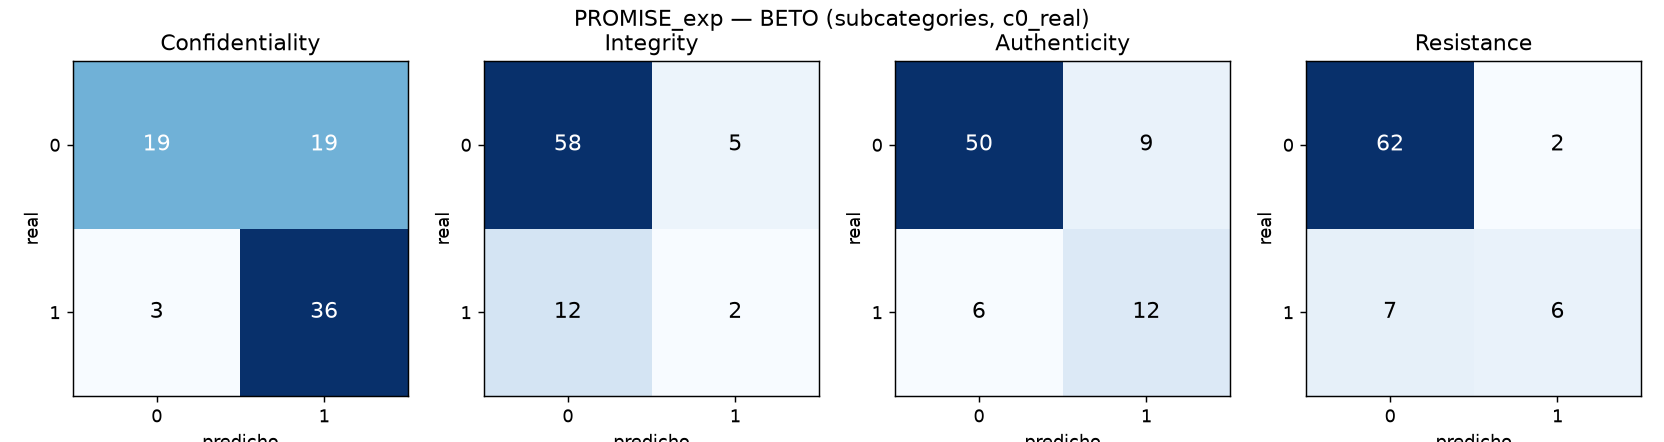 PROMISE_exp — BETO (subcategories, c0_real)
Confidentiality
real
0 19 19
1 3 36
0 1
predicho
Integrity
real
0 58 5
1 12 2
0 1
predicho
Authenticity
real
0 50 9
1 6 12
0 1
predicho
Resistance
real
0 62 2
1 7 6
0 1
predicho